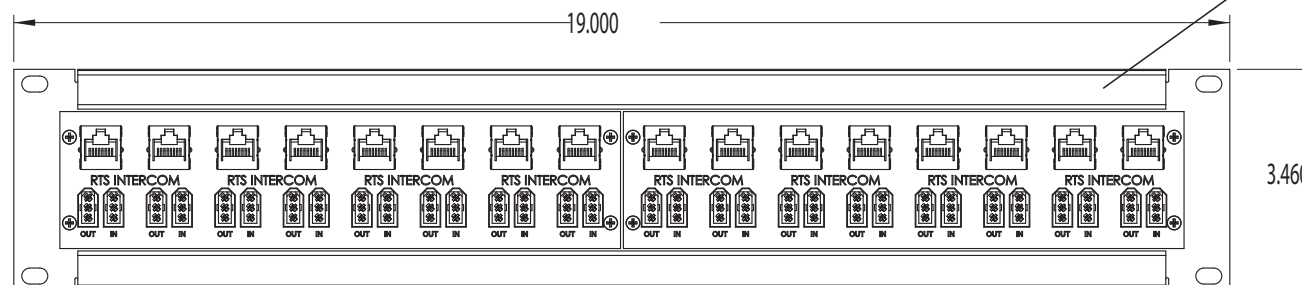 19.000
RTS INTERCOM RTS INTERCOM RTS INTERCOM RTS INTERCOM RTS INTERCOM RTS INTERCOM RTS INTERCOM RTS INTERCOM
3.460
OUT IN OUT IN OUT IN OUT IN OUT IN OUT IN OUT IN OUT IN OUT IN OUT IN OUT IN OUT IN OUT IN OUT IN OUT IN OUT IN